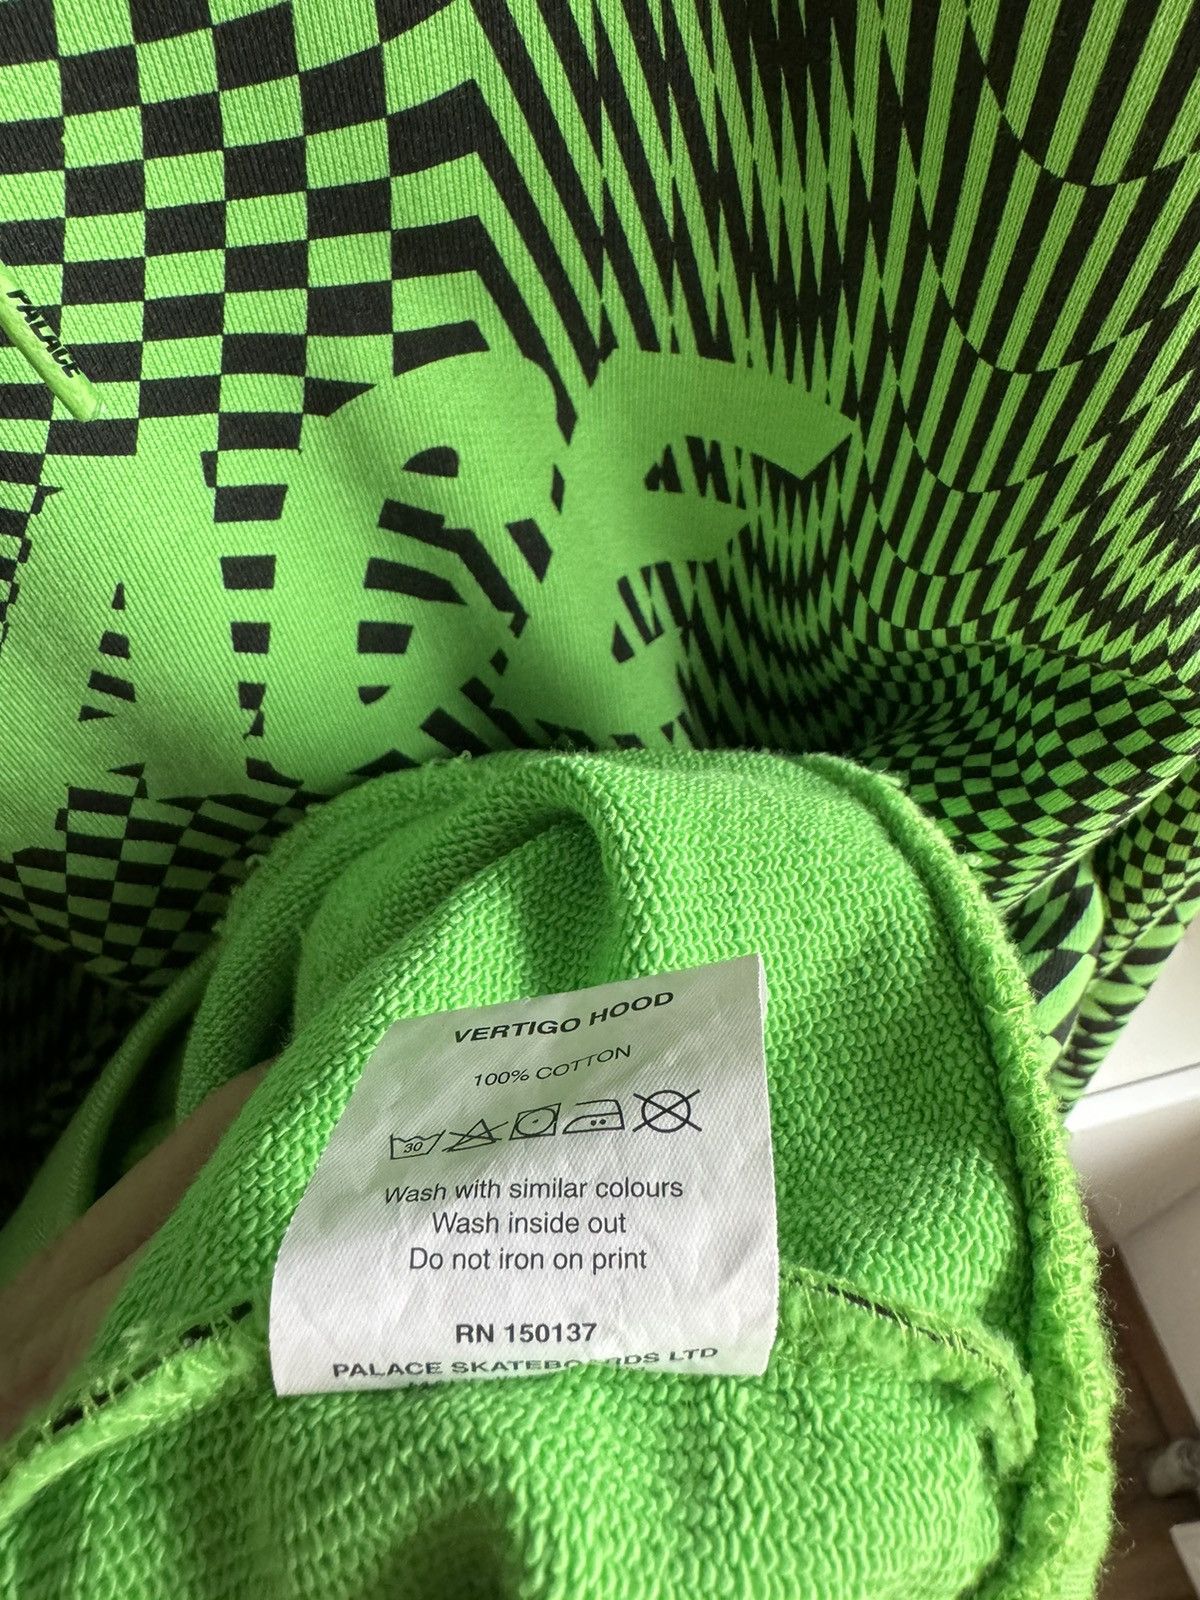 PALACE
VERTIGO HOOD
100% COTTON
30
Wash with similar colours
Wash inside out
Do not iron on print
RN 150137
PALACE SKATEBOARDS LTD